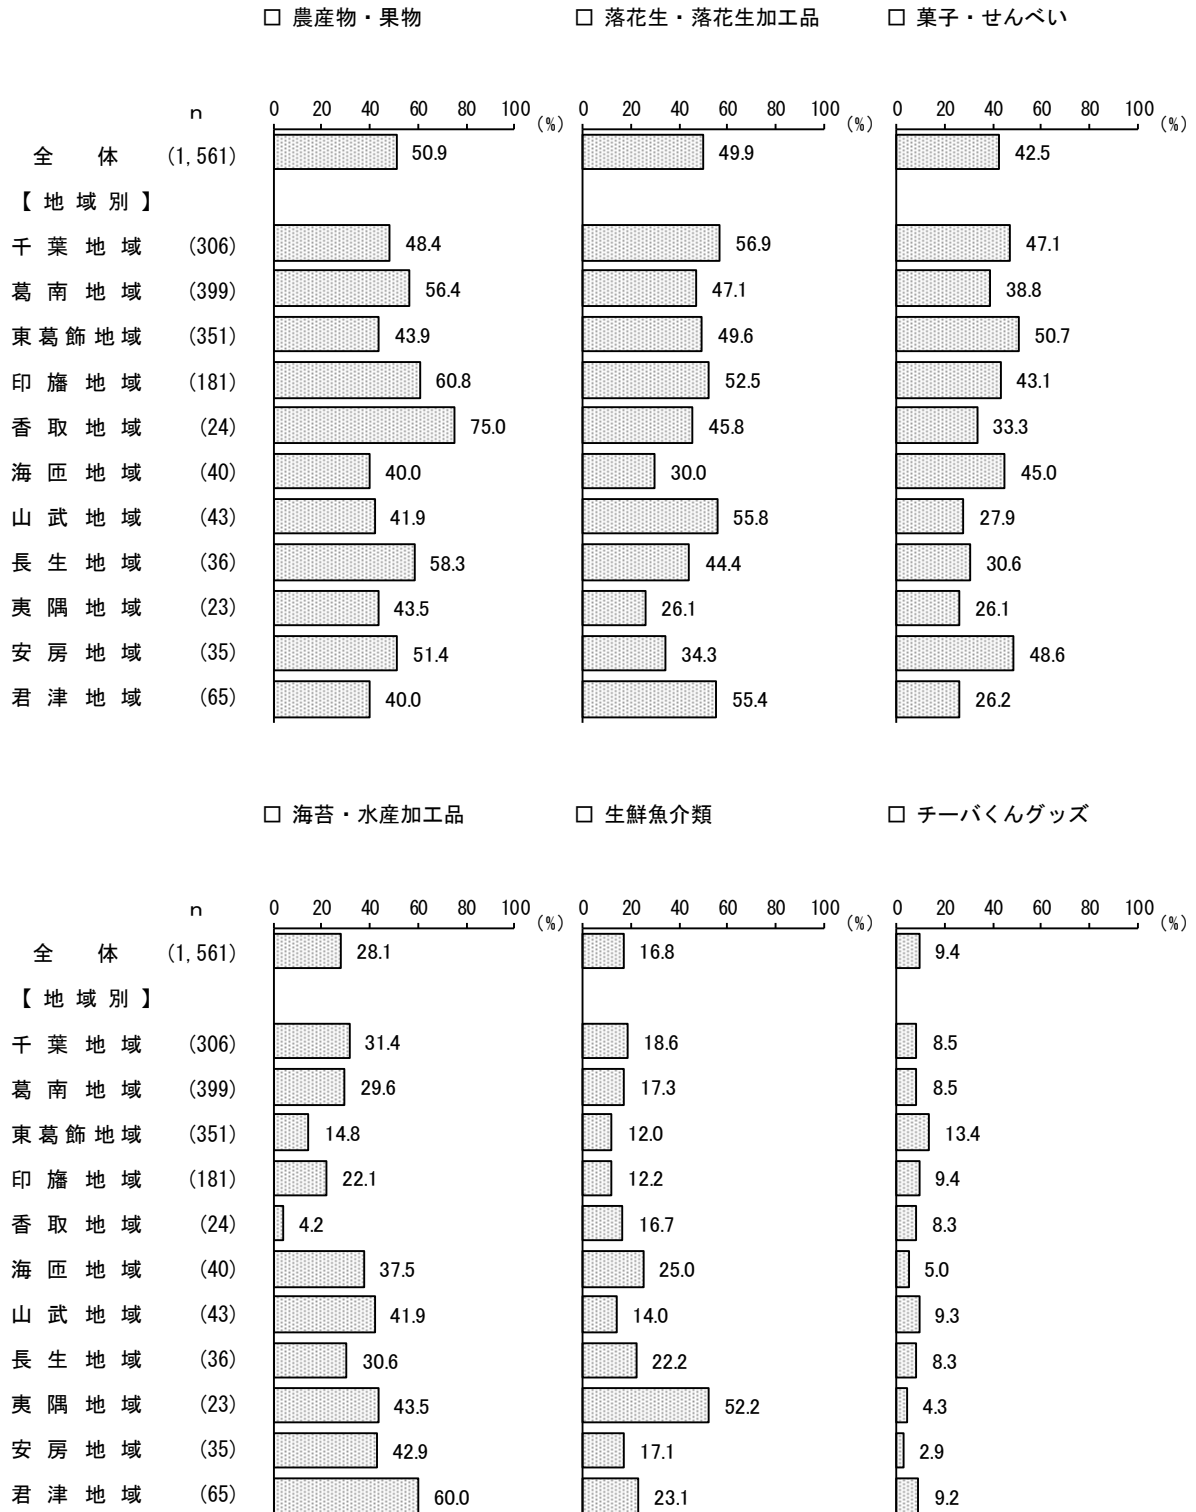 □ 農産物・果物 □ 落花生・落花生加工品 □ 菓子・せんべい
n 0 20 40 60 80 100 (%) 0 20 40 60 80 100 (%) 0 20 40 60 80 100 (%)
全 体 (1,561) 50.9 49.9 42.5
【 地 域 別 】
千 葉 地 域 (306) 48.4 56.9 47.1
葛 南 地 域 (399) 56.4 47.1 38.8
東 葛 飾 地 域 (351) 43.9 49.6 50.7
印 旛 地 域 (181) 60.8 52.5 43.1
香 取 地 域 (24) 75.0 45.8 33.3
海 匝 地 域 (40) 40.0 30.0 45.0
山 武 地 域 (43) 41.9 55.8 27.9
長 生 地 域 (36) 58.3 44.4 30.6
夷 隅 地 域 (23) 43.5 26.1 26.1
安 房 地 域 (35) 51.4 34.3 48.6
君 津 地 域 (65) 40.0 55.4 26.2
□ 海苔・水産加工品 □ 生鮮魚介類 □ チーバくんグッズ
n 0 20 40 60 80 100 (%) 0 20 40 60 80 100 (%) 0 20 40 60 80 100 (%)
全 体 (1,561) 28.1 16.8 9.4
【 地 域 別 】
千 葉 地 域 (306) 31.4 18.6 8.5
葛 南 地 域 (399) 29.6 17.3 8.5
東 葛 飾 地 域 (351) 14.8 12.0 13.4
印 旛 地 域 (181) 22.1 12.2 9.4
香 取 地 域 (24) 4.2 16.7 8.3
海 匝 地 域 (40) 37.5 25.0 5.0
山 武 地 域 (43) 41.9 14.0 9.3
長 生 地 域 (36) 30.6 22.2 8.3
夷 隅 地 域 (23) 43.5 52.2 4.3
安 房 地 域 (35) 42.9 17.1 2.9
君 津 地 域 (65) 60.0 23.1 9.2